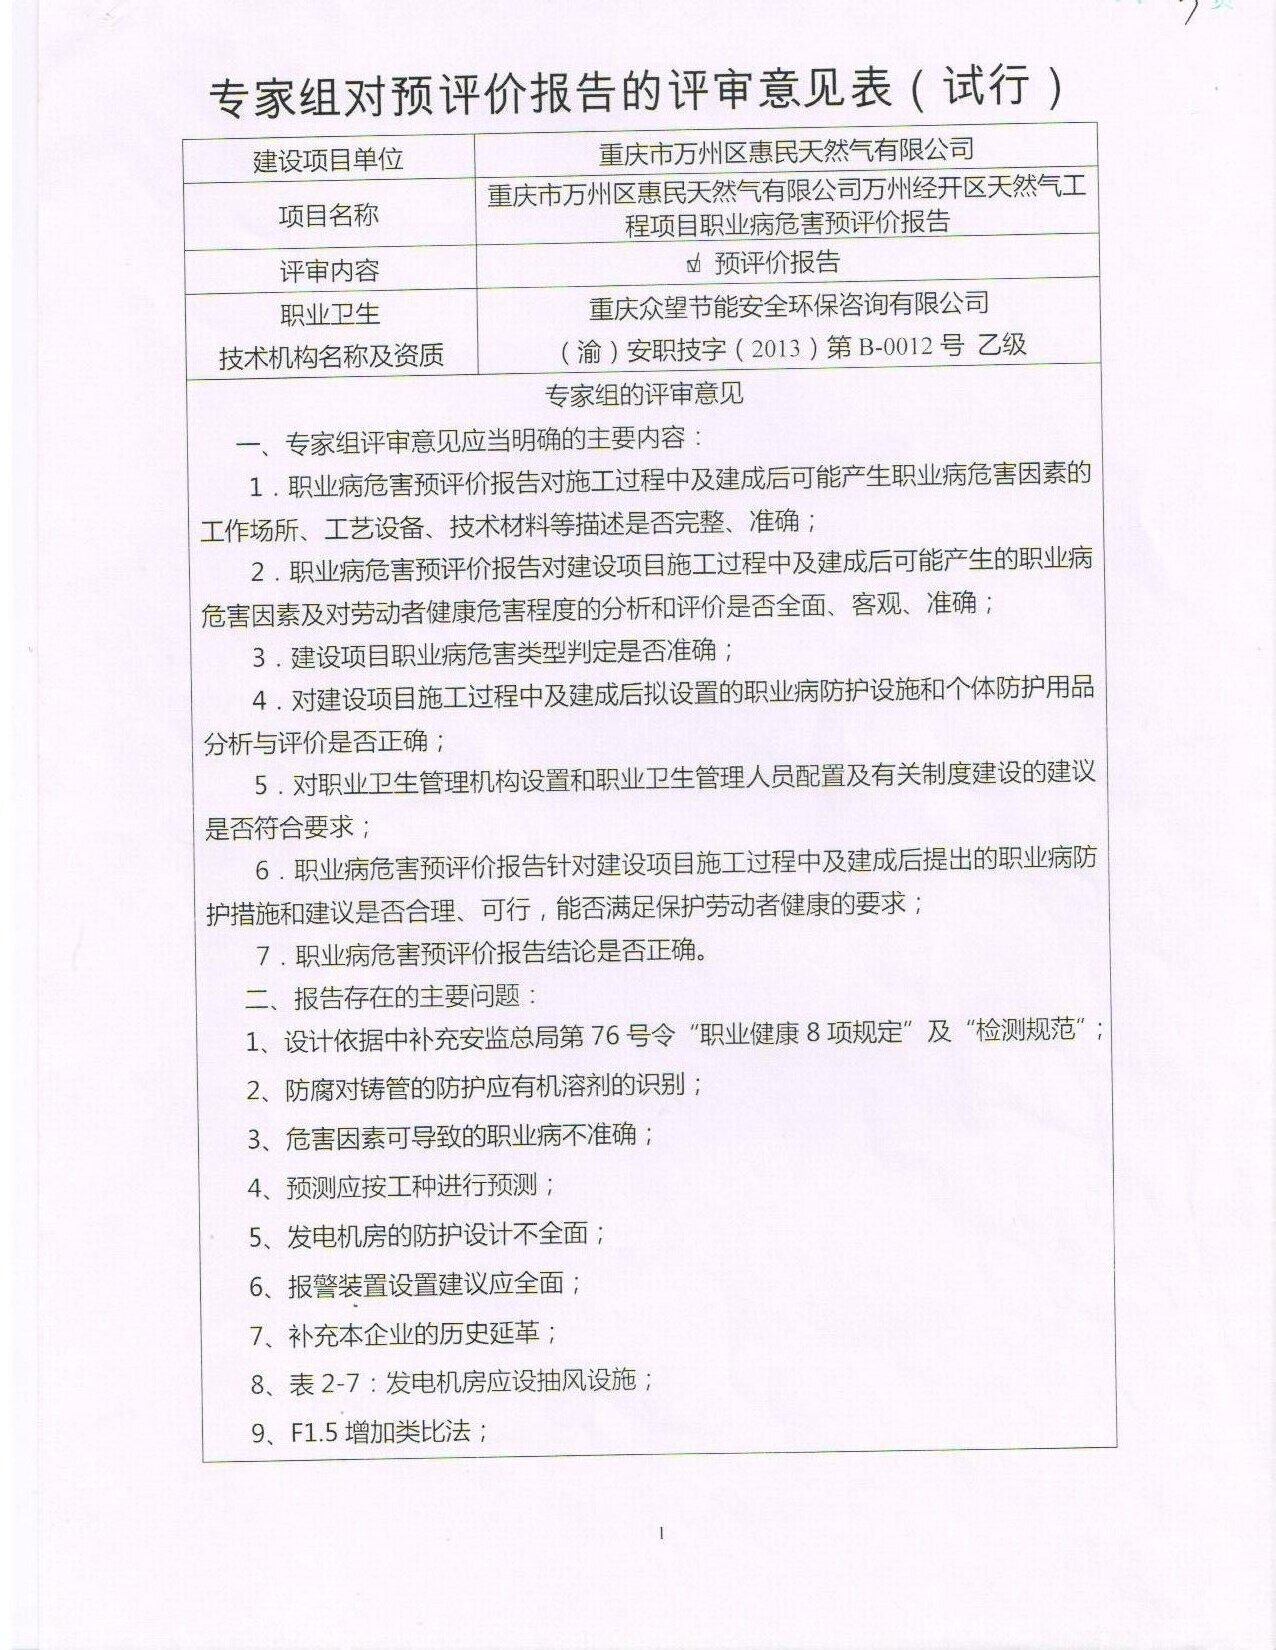 专家组对预评价报告的评审意见表（试行）
建设项目单位
重庆市万州区惠民天然气有限公司
项目名称
重庆市万州区惠民天然气有限公司万州经开区天然气工
程项目职业病危害预评价报告
评审内容
☑ 预评价报告
职业卫生
技术机构名称及资质
重庆众望节能安全环保咨询有限公司
（渝）安职技字（2013）第 B-0012 号 乙级
专家组的评审意见
一、专家组评审意见应当明确的主要内容：
1．职业病危害预评价报告对施工过程中及建成后可能产生职业病危害因素的
工作场所、工艺设备、技术材料等描述是否完整、准确；
2．职业病危害预评价报告对建设项目施工过程中及建成后可能产生的职业病
危害因素及对劳动者健康危害程度的分析和评价是否全面、客观、准确；
3．建设项目职业病危害类型判定是否准确；
4．对建设项目施工过程中及建成后拟设置的职业病防护设施和个体防护用品
分析与评价是否正确；
5．对职业卫生管理机构设置和职业卫生管理人员配置及有关制度建设的建议
是否符合要求；
6．职业病危害预评价报告针对建设项目施工过程中及建成后提出的职业病防
护措施和建议是否合理、可行，能否满足保护劳动者健康的要求；
7．职业病危害预评价报告结论是否正确。
二、报告存在的主要问题：
1、设计依据中补充安监总局第 76 号令“职业健康 8 项规定”及“检测规范”；
2、防腐对铸管的防护应有机溶剂的识别；
3、危害因素可导致的职业病不准确；
4、预测应按工种进行预测；
5、发电机房的防护设计不全面；
6、报警装置设置建议应全面；
7、补充本企业的历史延革；
8、表 2-7：发电机房应设抽风设施；
9、F1.5 增加类比法；
1